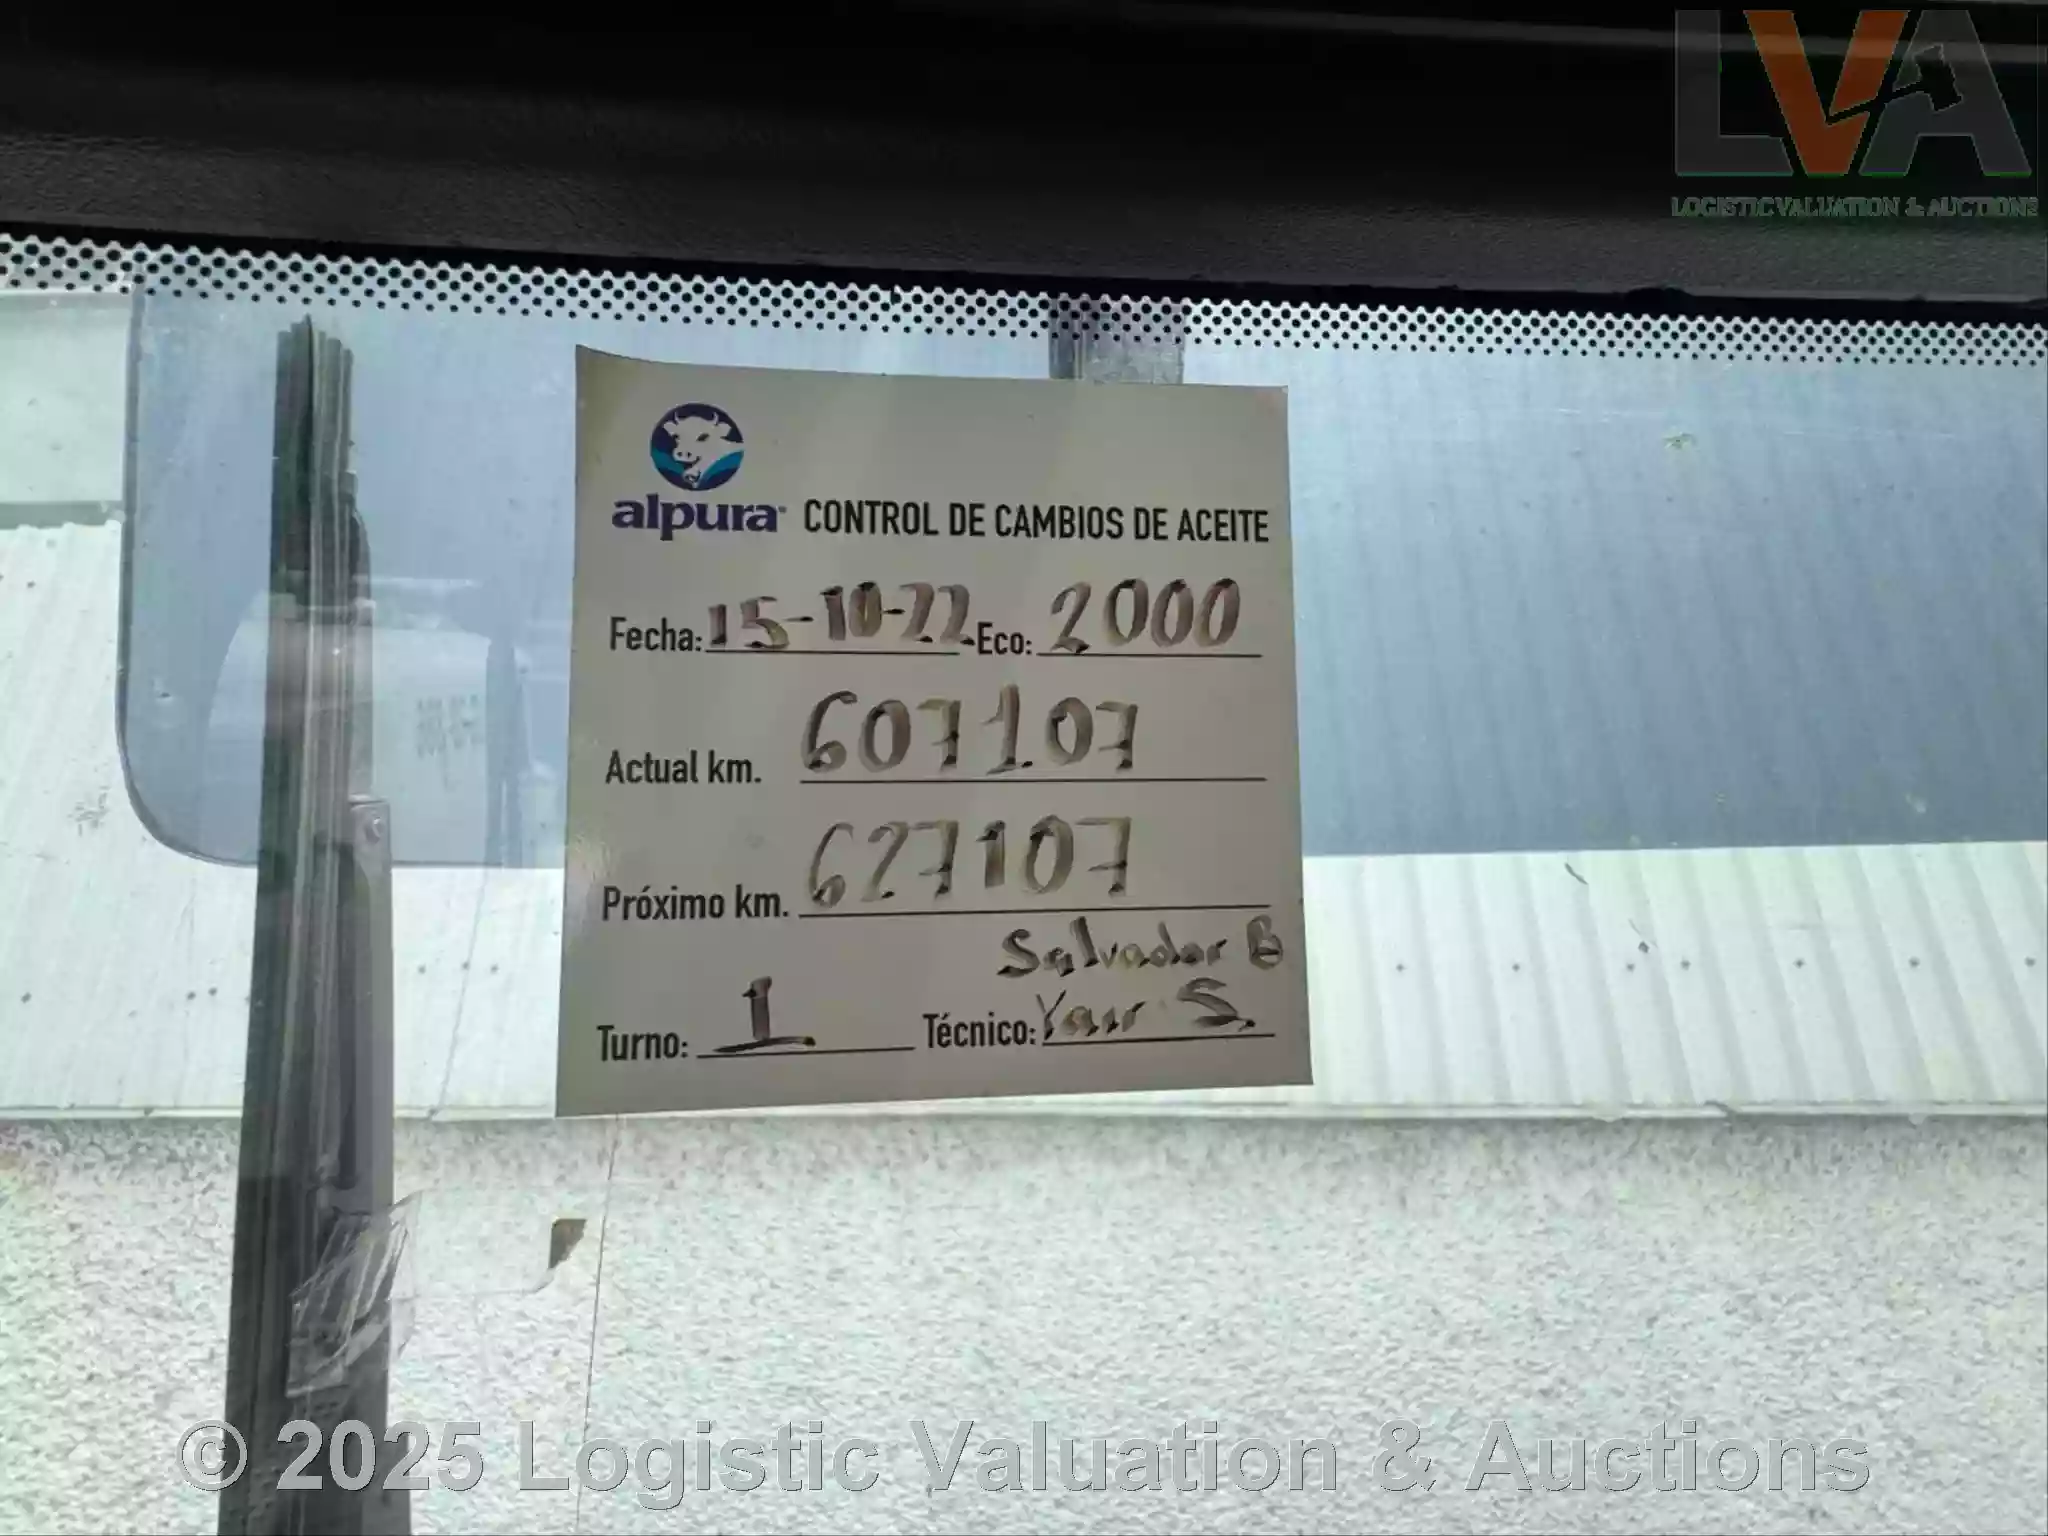 LVA
LOGISTIC VALUATION & AUCTIONS
alpura® CONTROL DE CAMBIOS DE ACEITE
Fecha: 15-10-22 Eco: 2000
Actual km. 607107
Próximo km. 627107
Salvador B
Turno: 1 Técnico: Yair S.
© 2025 Logistic Valuation & Auctions